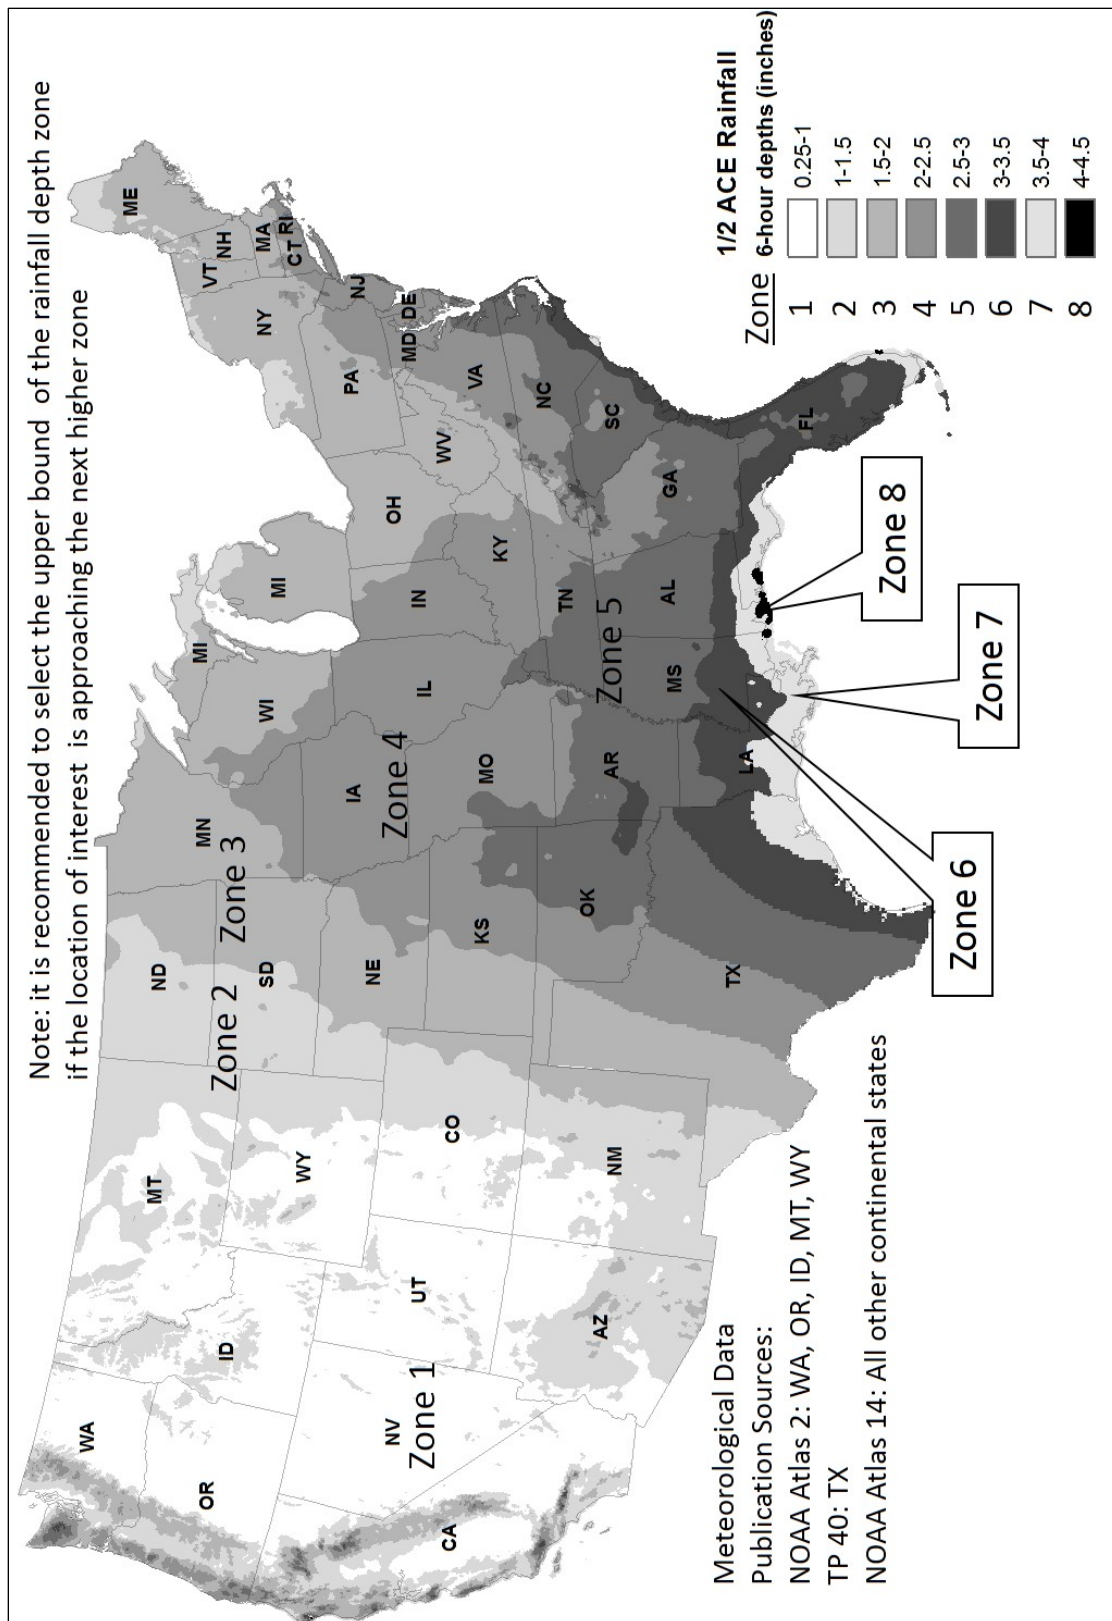 Note: it is recommended to select the upper bound of the rainfall depth zone
if the location of interest is approaching the next higher zone
WA
OR
CA
NV
ID
MT
WY
UT
AZ
CO
NM
ND
SD
NE
KS
OK
TX
MN
IA
MO
AR
LA
WI
IL
MS
MI
MI
IN
KY
TN
AL
OH
WV
GA
FL
SC
NC
VA
PA
NY
MD
DE
NJ
VT
NH
MA
CT
RI
ME
Zone 1
Zone 2
Zone 3
Zone 4
Zone 5
Zone 6
Zone 7
Zone 8
Meteorological Data
Publication Sources:
NOAA Atlas 2: WA, OR, ID, MT, WY
TP 40: TX
NOAA Atlas 14: All other continental states
1/2 ACE Rainfall
Zone 6-hour depths (inches)
1 0.25-1
2 1-1.5
3 1.5-2
4 2-2.5
5 2.5-3
6 3-3.5
7 3.5-4
8 4-4.5